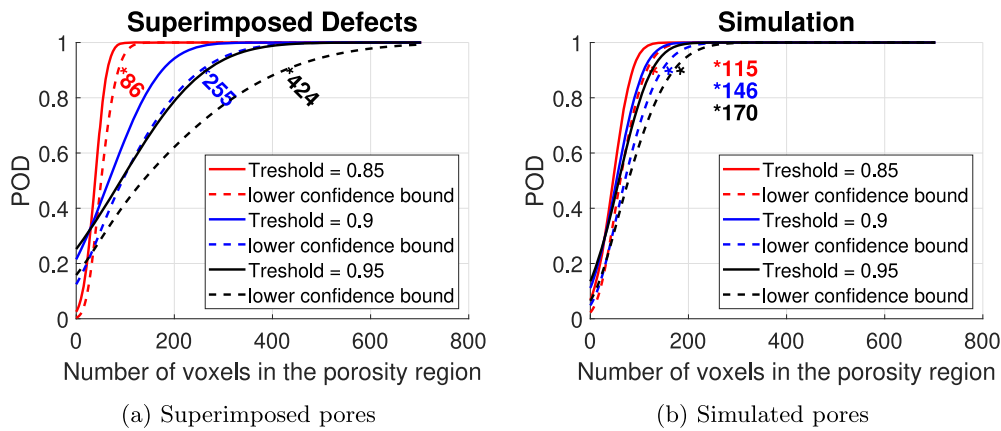 Superimposed Defects
1
0.8
0.6
0.4
0.2
0
POD
*86
*255
*424
Treshold = 0.85
lower confidence bound
Treshold = 0.9
lower confidence bound
Treshold = 0.95
lower confidence bound
0 200 400 600 800
Number of voxels in the porosity region
(a) Superimposed pores
Simulation
1
0.8
0.6
0.4
0.2
0
POD
* * *
*115
*146
*170
Treshold = 0.85
lower confidence bound
Treshold = 0.9
lower confidence bound
Treshold = 0.95
lower confidence bound
0 200 400 600 800
Number of voxels in the porosity region
(b) Simulated pores